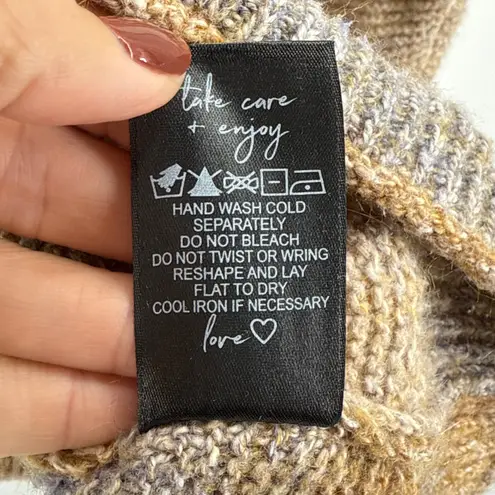 take care
+ enjoy
HAND WASH COLD
SEPARATELY
DO NOT BLEACH
DO NOT TWIST OR WRING
RESHAPE AND LAY
FLAT TO DRY
COOL IRON IF NECESSARY
love♡